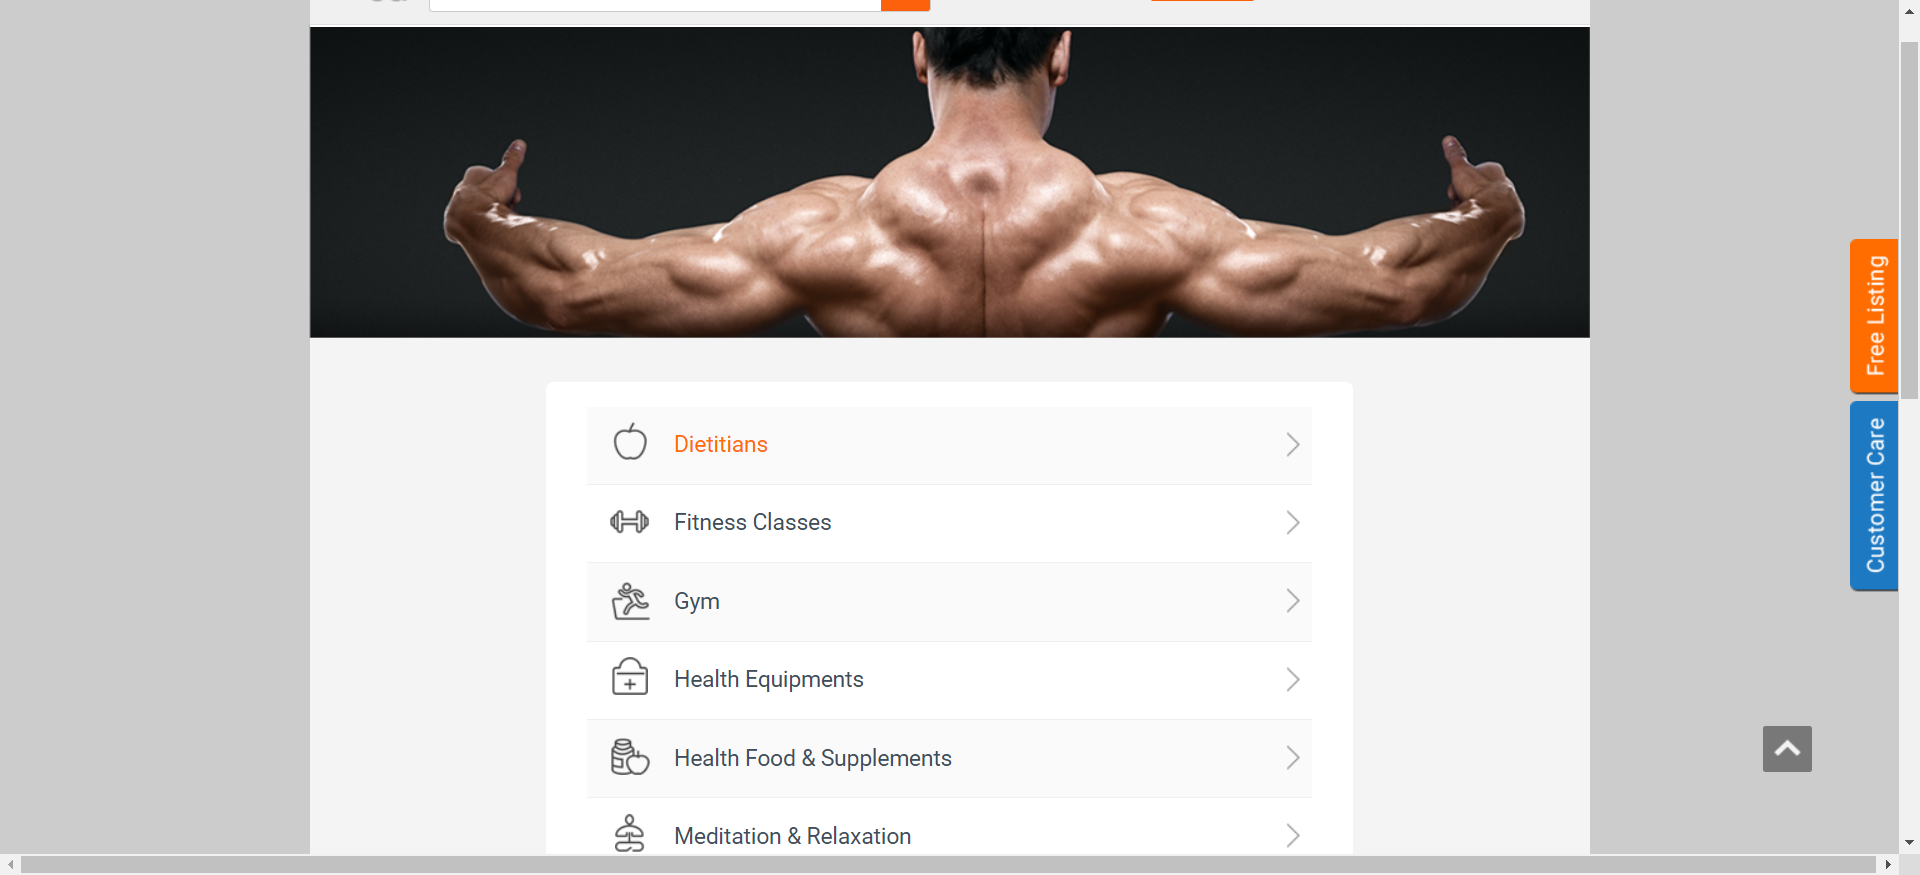 Dietitians
Fitness Classes
Gym
Health Equipments
Health Food & Supplements
Meditation & Relaxation
Free Listing
Customer Care